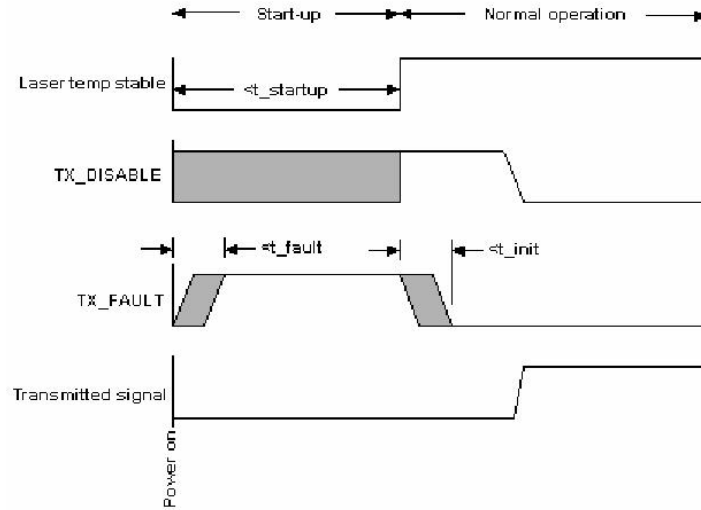 Start-up
Normal operation
Laser temp stable
<t_startup
TX_DISABLE
<t_fault
<t_init
TX_FAULT
Transmitted signal
Power on